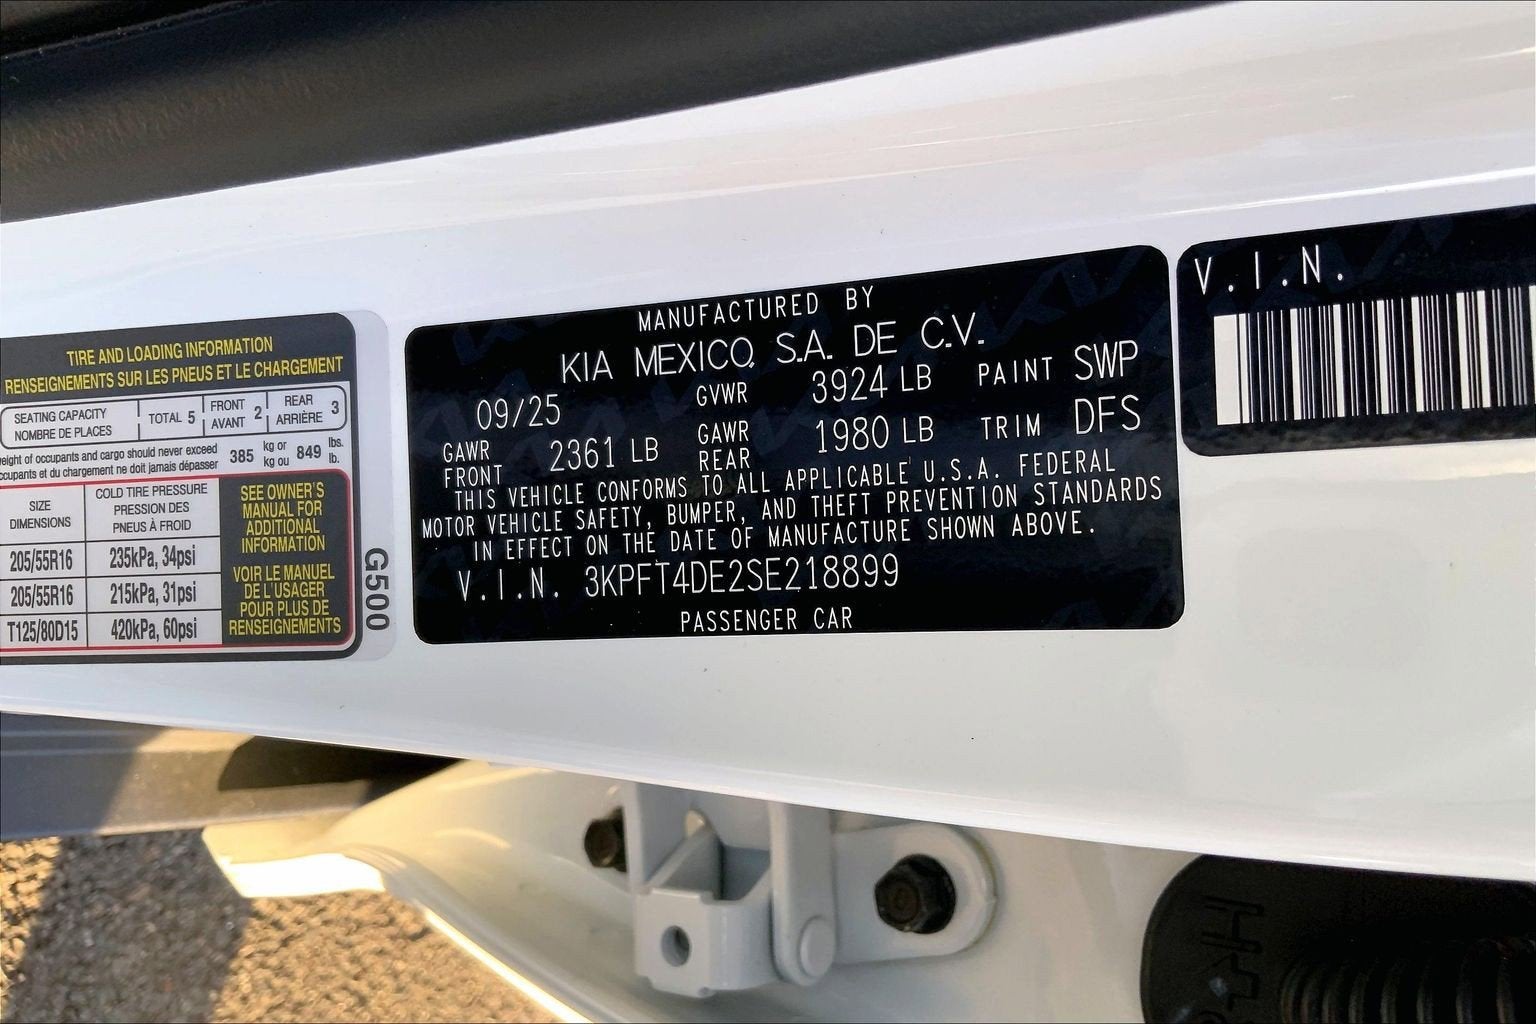 TIRE AND LOADING INFORMATION
RENSEIGNEMENTS SUR LES PNEUS ET LE CHARGEMENT
SEATING CAPACITY
NOMBRE DE PLACES
TOTAL 5
FRONT
AVANT 2
REAR
ARRIÈRE 3
eight of occupants and cargo should never exceed
ccupants et du chargement ne doit jamais dépasser
385 kg or
kg ou
849 lbs.
lb.
SIZE
DIMENSIONS
COLD TIRE PRESSURE
PRESSION DES
PNEUS À FROID
205/55R16 235kPa, 34psi
205/55R16 215kPa, 31psi
T125/80D15 420kPa, 60psi
SEE OWNER'S
MANUAL FOR
ADDITIONAL
INFORMATION
VOIR LE MANUEL
DE L'USAGER
POUR PLUS DE
RENSEIGNEMENTS
G500
MANUFACTURED BY
KIA MEXICO, S.A. DE C.V.
09/25 GVWR 3924 LB PAINT SWP
GAWR
FRONT 2361 LB GAWR
REAR 1980 LB TRIM DFS
THIS VEHICLE CONFORMS TO ALL APPLICABLE U.S.A. FEDERAL
MOTOR VEHICLE SAFETY, BUMPER, AND THEFT PREVENTION STANDARDS
IN EFFECT ON THE DATE OF MANUFACTURE SHOWN ABOVE.
V.I.N. 3KPFT4DE2SE218899
PASSENGER CAR
V.I.N.